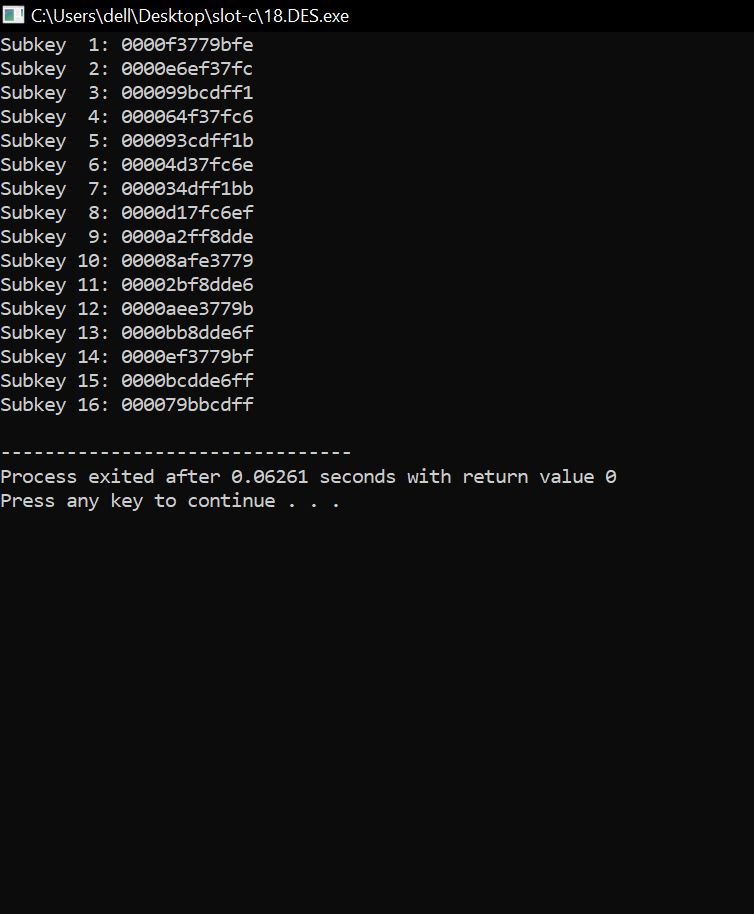 C:\Users\dell\Desktop\slot-c\18.DES.exe
Subkey  1: 0000f3779bfe
Subkey  2: 0000e6ef37fc
Subkey  3: 000099bcdff1
Subkey  4: 000064f37fc6
Subkey  5: 000093cdff1b
Subkey  6: 00004d37fc6e
Subkey  7: 000034dff1bb
Subkey  8: 0000d17fc6ef
Subkey  9: 0000a2ff8dde
Subkey 10: 00008afe3779
Subkey 11: 00002bf8dde6
Subkey 12: 0000aee3779b
Subkey 13: 0000bb8dde6f
Subkey 14: 0000ef3779bf
Subkey 15: 0000bcdde6ff
Subkey 16: 000079bbcdff
--------------------------------
Process exited after 0.06261 seconds with return value 0
Press any key to continue . . .